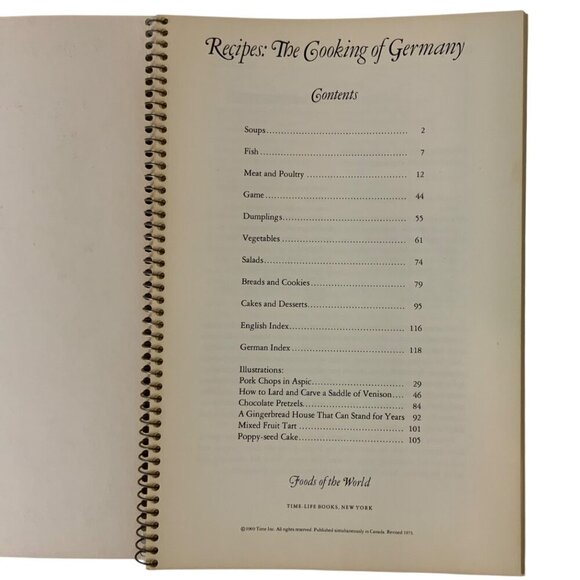 Recipes: The Cooking of Germany
Contents
Soups 2
Fish 7
Meat and Poultry 12
Game 44
Dumplings 55
Vegetables 61
Salads 74
Breads and Cookies 79
Cakes and Desserts 95
English Index 116
German Index 118
Illustrations:
Pork Chops in Aspic 29
How to Lard and Carve a Saddle of Venison 46
Chocolate Pretzels 84
A Gingerbread House That Can Stand for Years 92
Mixed Fruit Tart 101
Poppy-seed Cake 105
Foods of the World
TIME-LIFE BOOKS, NEW YORK
Time Inc. All rights reserved. Published simultaneously in Canada. Revised